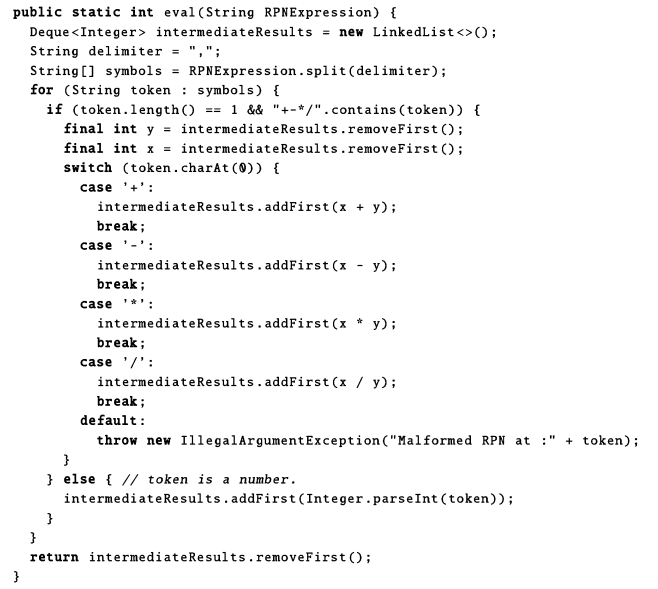 public static int eval(String RPNExpression) {
  Deque<Integer> intermediateResults = new LinkedList<>();
  String delimiter = ",";
  String[] symbols = RPNExpression.split(delimiter);
  for (String token : symbols) {
    if (token.length() == 1 && "+-*/".contains(token)) {
      final int y = intermediateResults.removeFirst();
      final int x = intermediateResults.removeFirst();
      switch (token.charAt(0)) {
        case '+':
          intermediateResults.addFirst(x + y);
          break;
        case '-':
          intermediateResults.addFirst(x - y);
          break;
        case '*':
          intermediateResults.addFirst(x * y);
          break;
        case '/':
          intermediateResults.addFirst(x / y);
          break;
        default:
          throw new IllegalArgumentException("Malformed RPN at :" + token);
      }
    } else { // token is a number.
      intermediateResults.addFirst(Integer.parseInt(token));
    }
  }
  return intermediateResults.removeFirst();
}